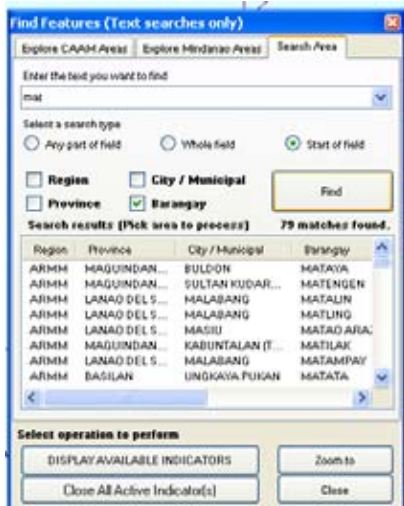 Find Features (Text searches only)
Explore CAAM Areas Explore Mindanao Areas Search Area
Enter the text you want to find
mat
Select a search type
Any part of field Whole field Start of field
Region City / Municipal
Find
Province Barangay
Search results (Pick area to process) 79 matches found.
Region Province City / Municipal Barangay
ARMM MAGUINDAN... BULDON MATAYA
ARMM MAGUINDAN... SULTAN KUDAR... MATENGEN
ARMM LANAO DEL S... MALABANG MATALIN
ARMM LANAO DEL S... MALABANG MATLING
ARMM LANAO DEL S... MASIU MATAO ARA
ARMM MAGUINDAN... KABUNTALAN (T... MATILAK
ARMM LANAO DEL S... MALABANG MATAMPAY
ARMM BASILAN UNGKAYA PUKAN MATATA
Select operation to perform
DISPLAY AVAILABLE INDICATORS Zoom to
Close All Active Indicator(s) Close